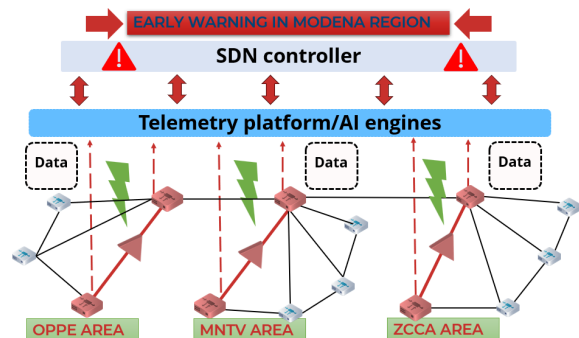 EARLY WARNING IN MODENA REGION
SDN controller
Telemetry platform/AI engines
Data
Data
Data
OPPE AREA
MNTV AREA
ZCCA AREA